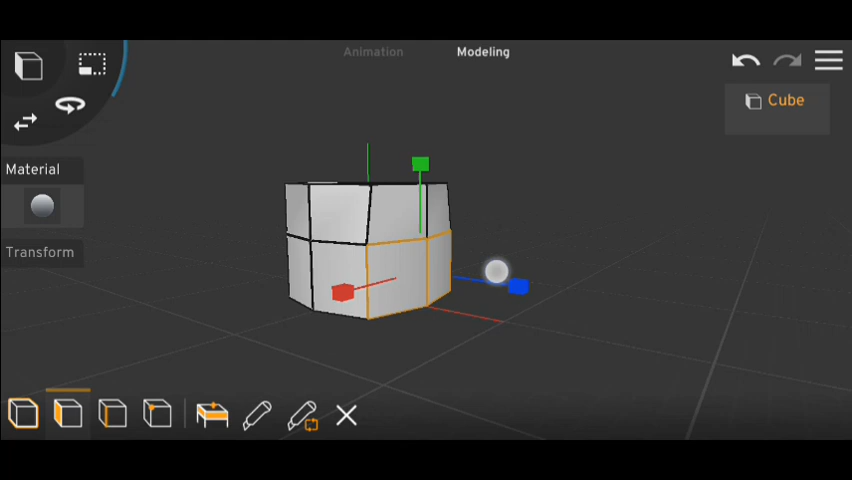 Animation
Modeling
Cube
Material
Transform